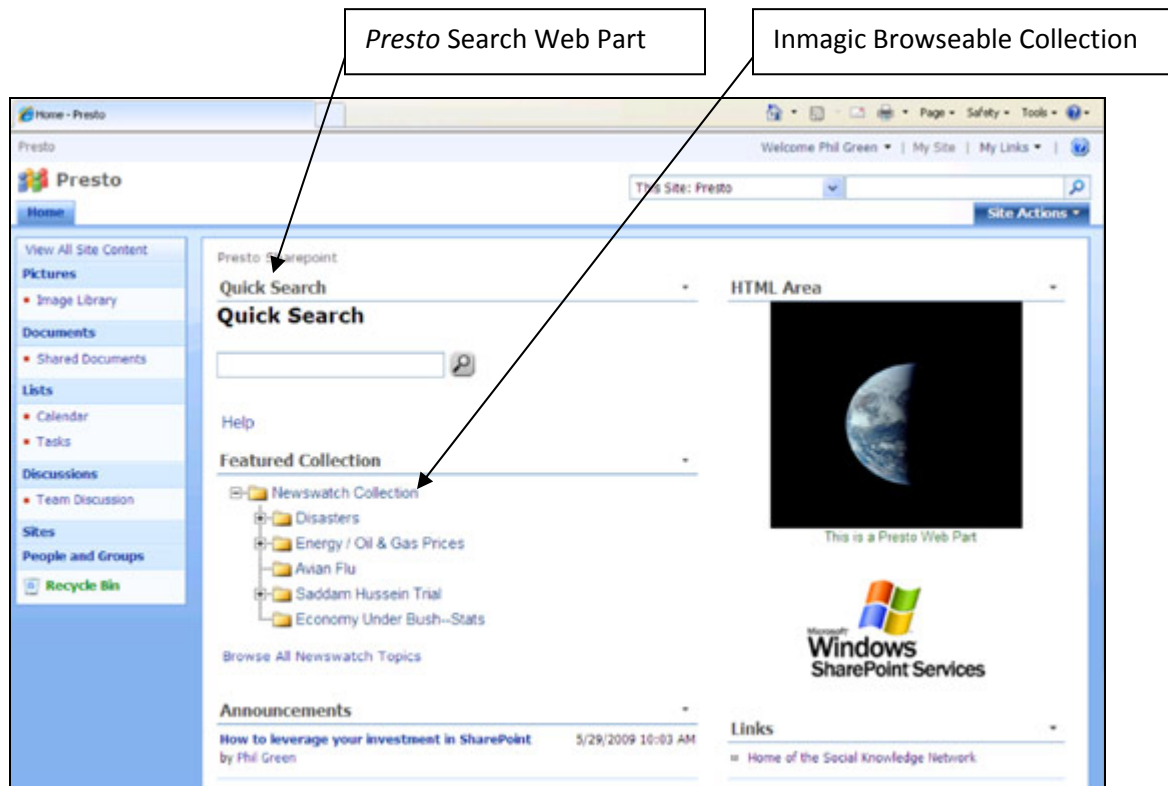 Presto Search Web Part
Inmagic Browseable Collection
Home - Presto
Page
Safety
Tools
Presto
Welcome Phil Green
My Site
My Links
Presto
This Site: Presto
Home
Site Actions
View All Site Content
Pictures
Image Library
Documents
Shared Documents
Lists
Calendar
Tasks
Discussions
Team Discussion
Sites
People and Groups
Recycle Bin
Presto Sharepoint
Quick Search
Quick Search
Help
Featured Collection
Newswatch Collection
Disasters
Energy / Oil & Gas Prices
Avian Flu
Saddam Hussein Trial
Economy Under Bush--Stats
Browse All Newswatch Topics
Announcements
How to leverage your investment in SharePoint 5/29/2009 10:03 AM
by Phil Green
HTML Area
This is a Presto Web Part
Microsoft
Windows
SharePoint Services
Links
Home of the Social Knowledge Network